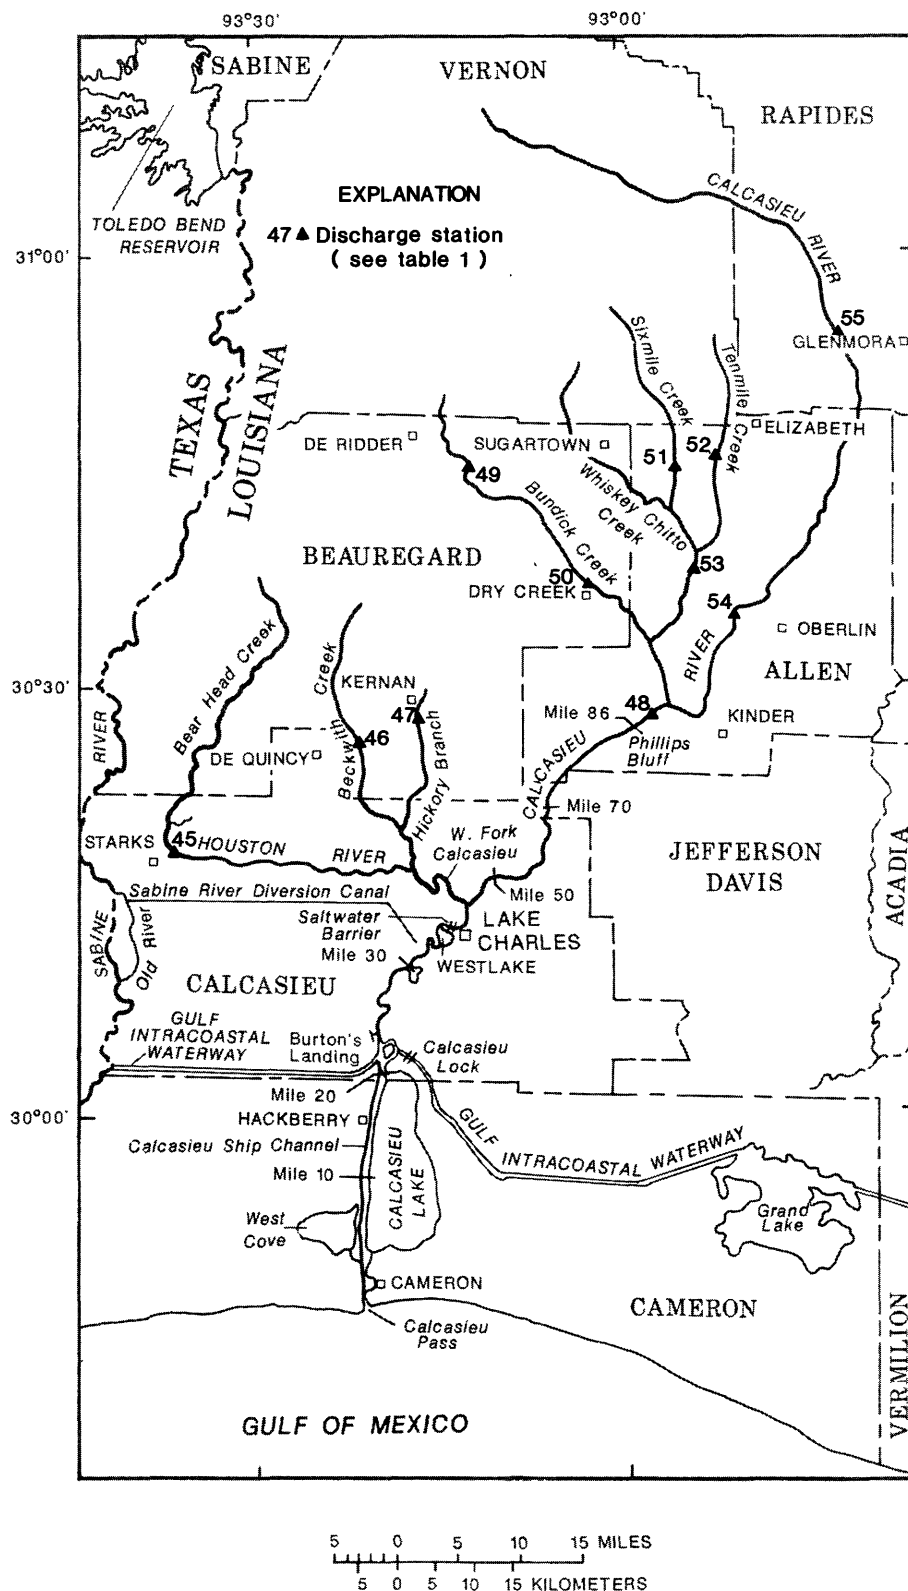 93°30'
93°00'
SABINE
VERNON
RAPIDES
TOLEDO BEND
RESERVOIR
EXPLANATION
47 ▲ Discharge station
( see table 1 )
CALCASIEU
RIVER
31°00'
55
GLENMORA
Sixmile Creek
Tenmile Creek
TEXAS
LOUISIANA
DE RIDDER
SUGARTOWN
ELIZABETH
49
51
52
Whiskey Chitto
Creek
Bundick Creek
BEAUREGARD
50
DRY CREEK
53
54
OBERLIN
ALLEN
RIVER
30°30'
RIVER
Bear Head Creek
Beckwith Creek
KERNAN
47
46
Hickory Branch
DE QUINCY
48
Mile 86
Phillips
Bluff
KINDER
CALCASIEU
Mile 70
STARKS
45
HOUSTON
RIVER
W. Fork
Calcasieu
JEFFERSON
DAVIS
ACADIA
Sabine River Diversion Canal
Mile 50
Saltwater
Barrier
LAKE
CHARLES
Mile 30
WESTLAKE
SABINE
Old River
CALCASIEU
GULF
INTRACOASTAL
WATERWAY
Burton's
Landing
Calcasieu
Lock
Mile 20
30°00'
HACKBERRY
Calcasieu Ship Channel
Mile 10
CALCASIEU
LAKE
GULF
INTRACOASTAL
WATERWAY
West
Cove
Grand
Lake
CAMERON
CAMERON
Calcasieu
Pass
VERMILION
GULF OF MEXICO
5 0 5 10 15 MILES
5 0 5 10 15 KILOMETERS